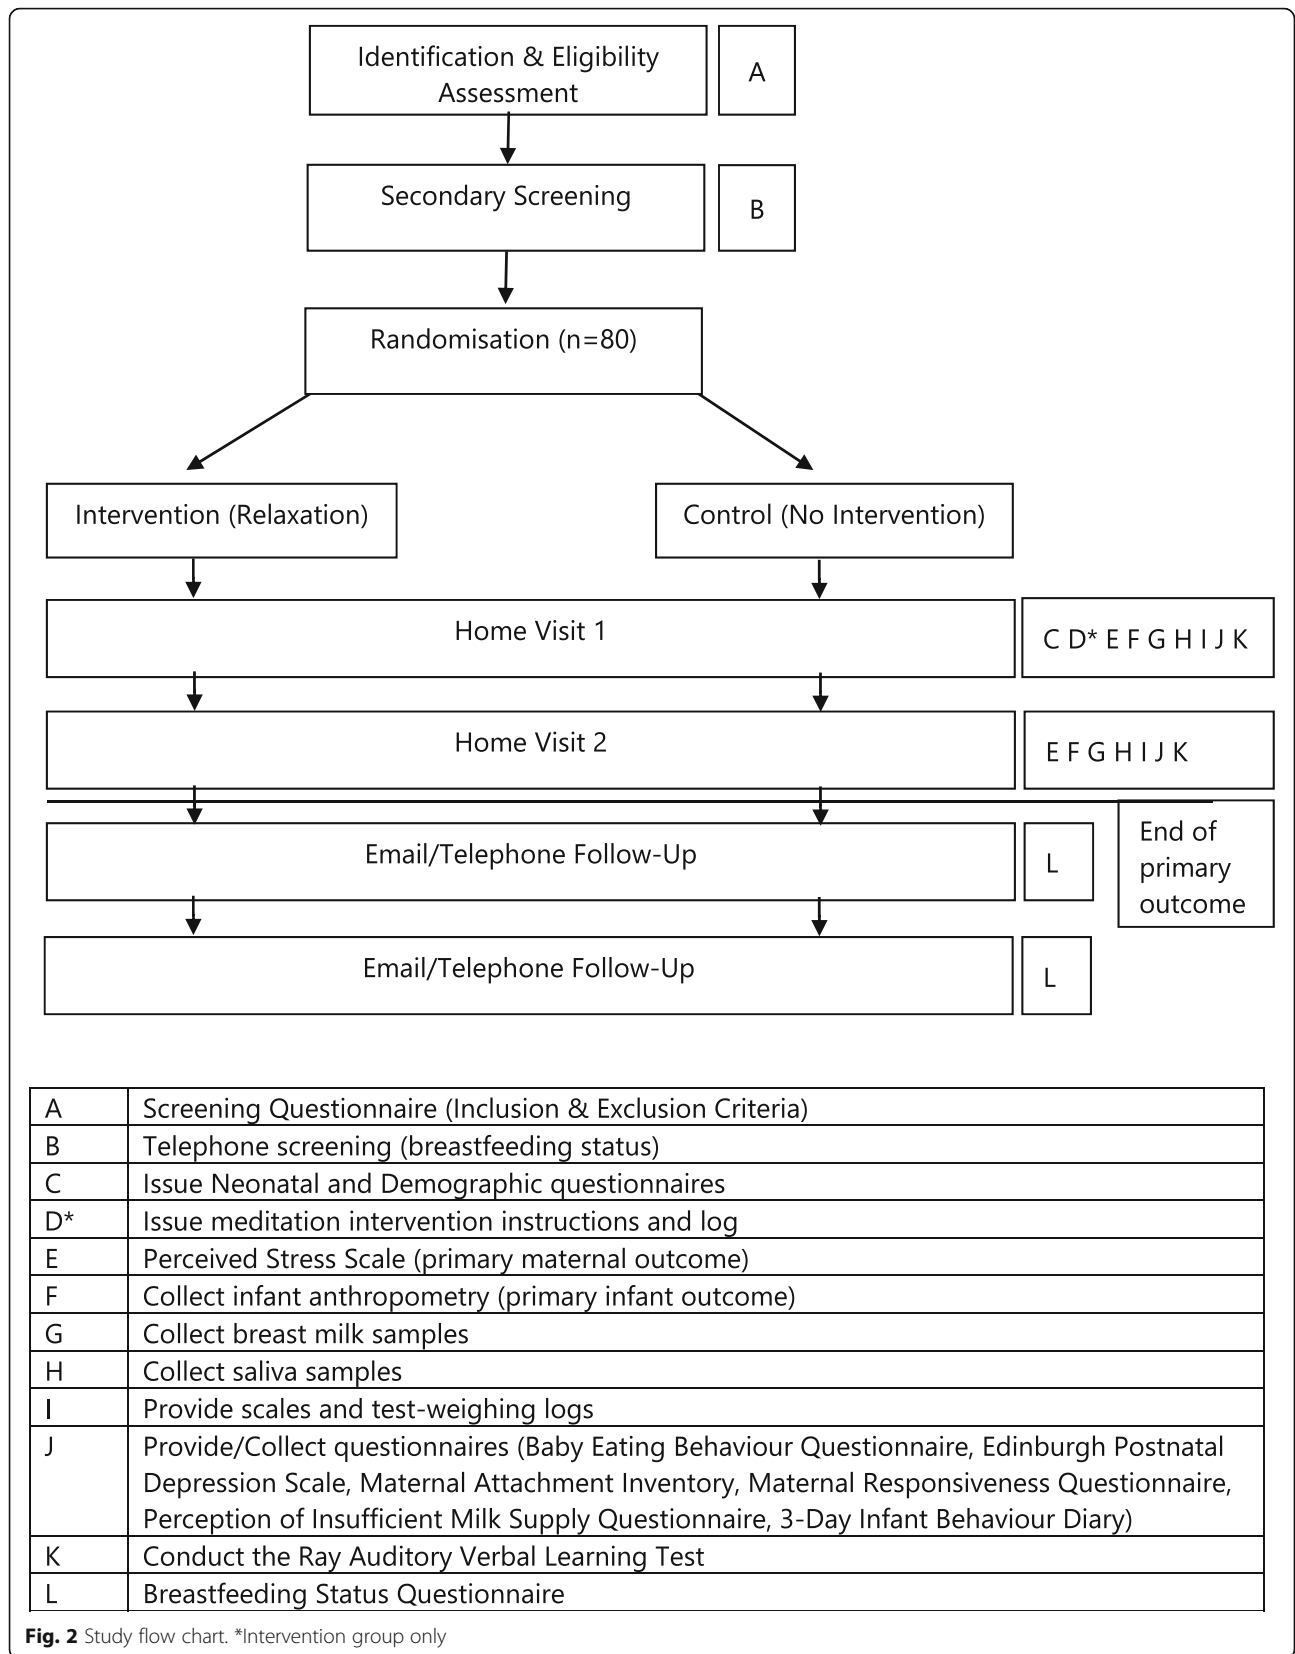 Identification & Eligibility
Assessment
A
Secondary Screening
B
Randomisation (n=80)
Intervention (Relaxation)
Control (No Intervention)
Home Visit 1
C D* E F G H I J K
Home Visit 2
E F G H I J K
End of
primary
outcome
Email/Telephone Follow-Up
L
Email/Telephone Follow-Up
L
A Screening Questionnaire (Inclusion & Exclusion Criteria)
B Telephone screening (breastfeeding status)
C Issue Neonatal and Demographic questionnaires
D* Issue meditation intervention instructions and log
E Perceived Stress Scale (primary maternal outcome)
F Collect infant anthropometry (primary infant outcome)
G Collect breast milk samples
H Collect saliva samples
I Provide scales and test-weighing logs
J Provide/Collect questionnaires (Baby Eating Behaviour Questionnaire, Edinburgh Postnatal
Depression Scale, Maternal Attachment Inventory, Maternal Responsiveness Questionnaire,
Perception of Insufficient Milk Supply Questionnaire, 3-Day Infant Behaviour Diary)
K Conduct the Ray Auditory Verbal Learning Test
L Breastfeeding Status Questionnaire
Fig. 2 Study flow chart. *Intervention group only